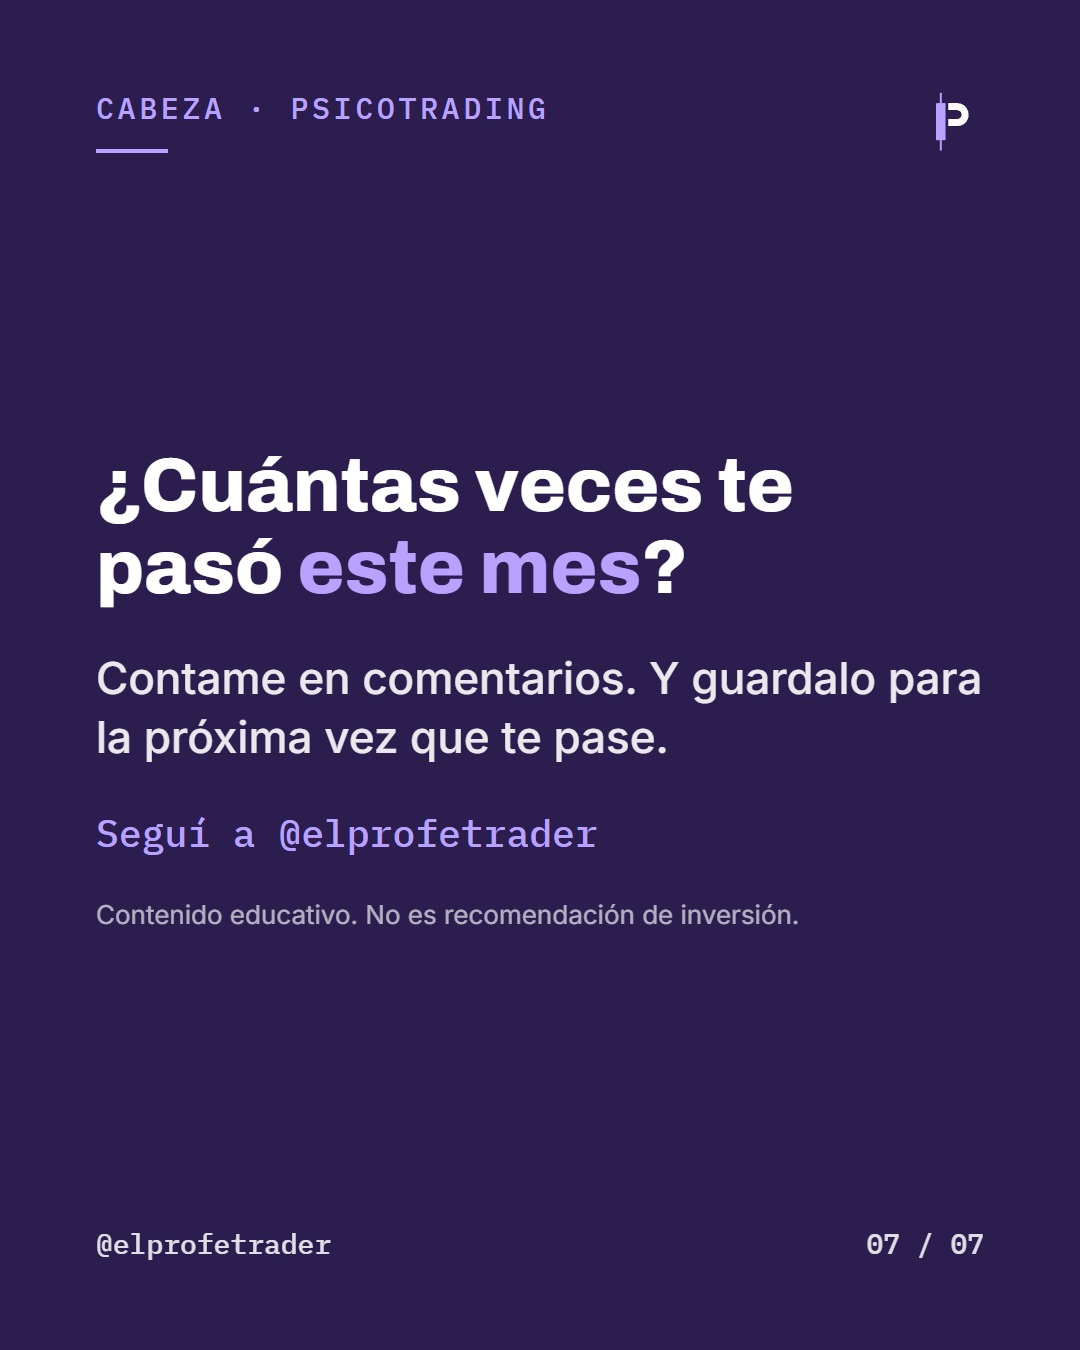 CABEZA · PSICOTRADING
P
¿Cuántas veces te
pasó este mes?
Contame en comentarios. Y guardalo para
la próxima vez que te pase.
Seguí a @elprofetrader
Contenido educativo. No es recomendación de inversión.
@elprofetrader
07 / 07